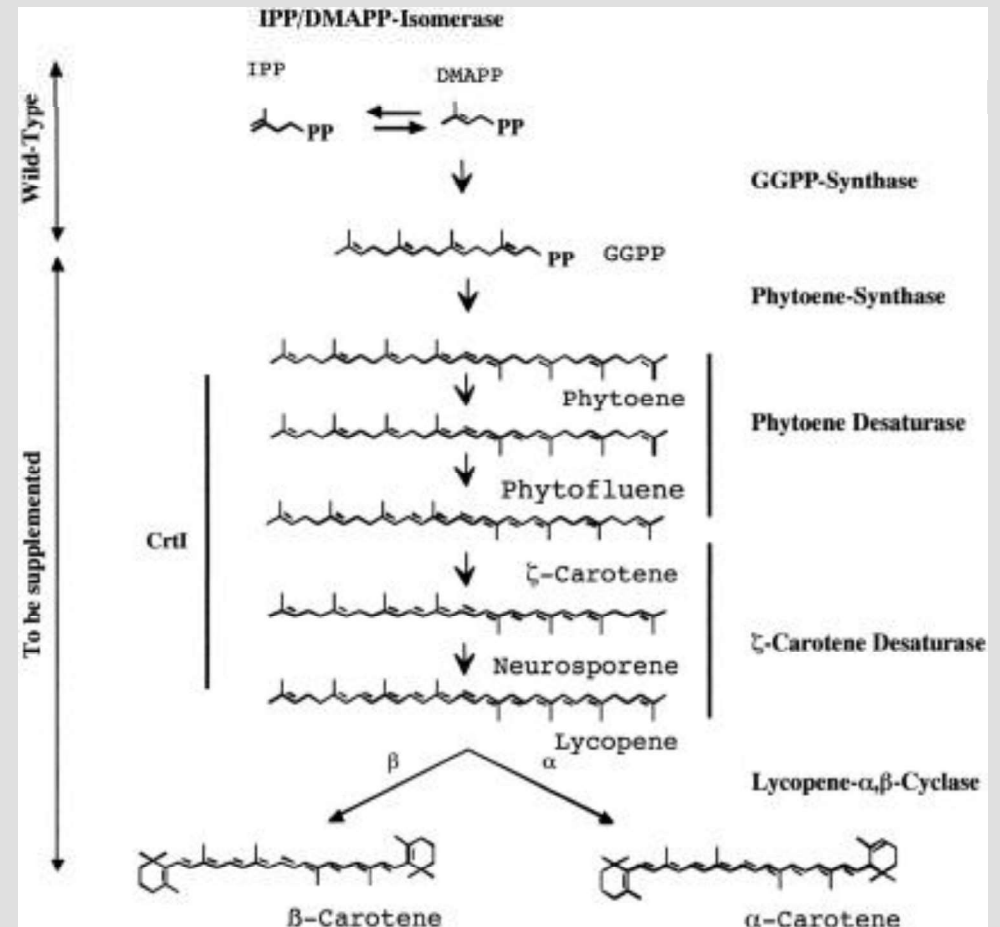 IPP/DMAPP-Isomerase
IPP
DMAPP
PP
PP
Wild-Type
GGPP-Synthase
PP
GGPP
Phytoene-Synthase
Phytoene
Phytoene Desaturase
Phytofluene
CrtI
ζ-Carotene
To be supplemented
ζ-Carotene Desaturase
Neurosporene
Lycopene
β
α
Lycopene-α,β-Cyclase
ß-Carotene
α-Carotene